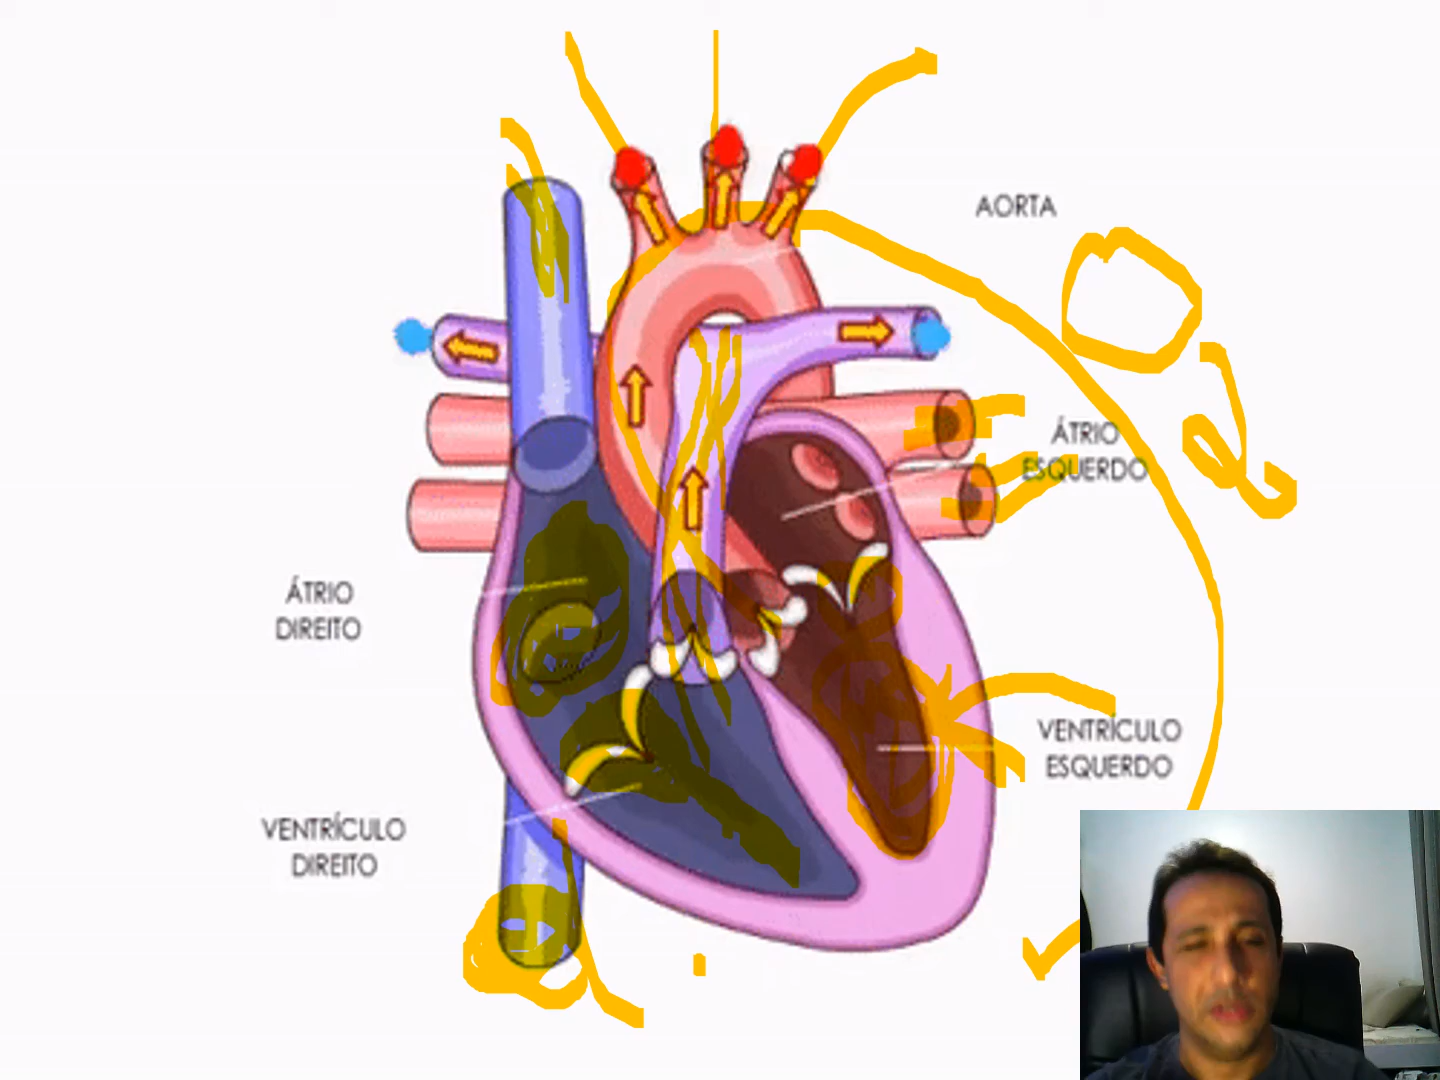 AORTA
ÁTRIO
ESQUERDO
ÁTRIO
DIREITO
VENTRÍCULO
ESQUERDO
VENTRÍCULO
DIREITO